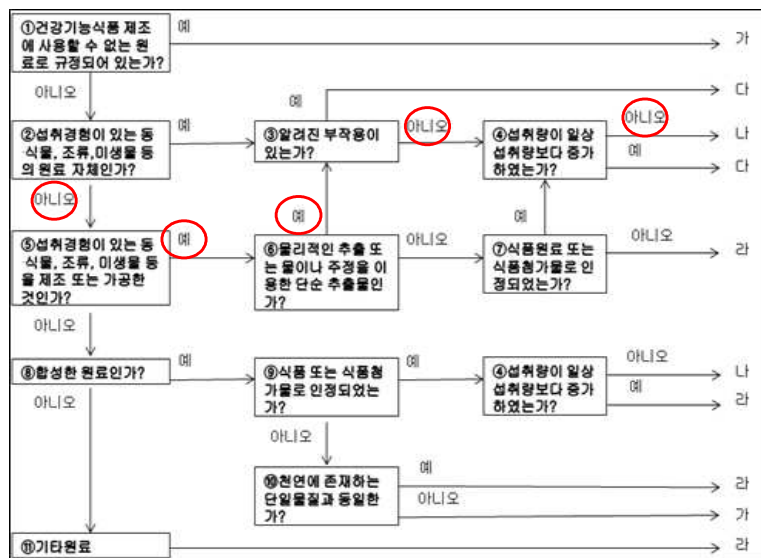 ①건강기능식품 제조
에 사용할 수 없는 원
료로 규정되어 있는가?
예
가
아니오
다
예
②섭취경험이 있는 동
·식물, 조류,미생물 등
의 원료 자체인가?
예
③알려진 부작용이
있는가?
아니오
④섭취량이 일상
섭취량보다 증가
하였는가?
아니오
나
예
다
아니오
예
예
⑤섭취경험이 있는 동
·식물, 조류, 미생물 등
을 제조 또는 가공한
것인가?
예
⑥물리적인 추출 또
는 물이나 주정을 이
용한 단순 추출물인
가?
아니오
⑦식품원료 또는
식품첨가물로 인
정되었는가?
아니오
라
아니오
⑧합성한 원료인가?
예
⑨식품 또는 식품첨
가물로 인정되었는
가?
예
④섭취량이 일상
섭취량보다 증가
하였는가?
아니오
나
예
라
아니오
아니오
⑩천연에 존재하는
단일물질과 동일한
가?
예
라
아니오
가
⑪기타원료
라